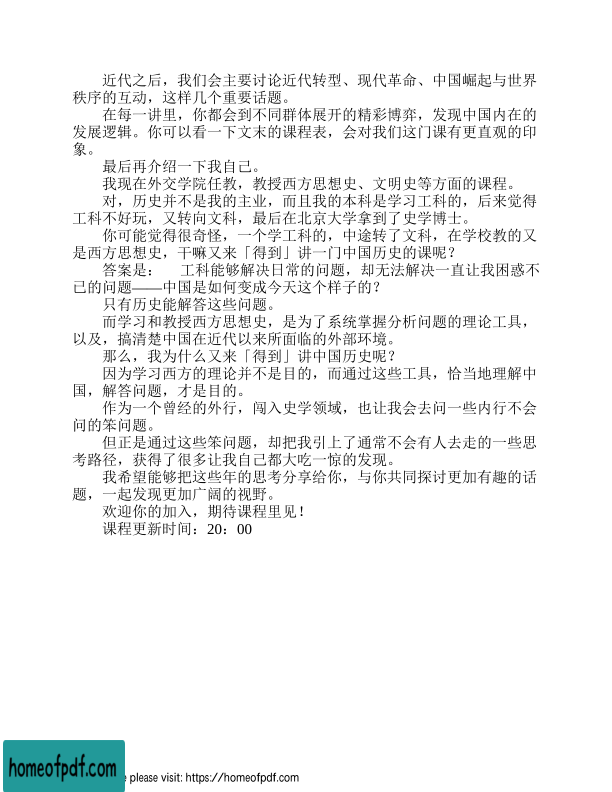 近代之后，我们会主要讨论近代转型、现代革命、中国崛起与世界
秩序的互动，这样几个重要话题。
在每一讲里，你都会到不同群体展开的精彩博弈，发现中国内在的
发展逻辑。你可以看一下文末的课程表，会对我们这门课有更直观的印
象。
最后再介绍一下我自己。
我现在外交学院任教，教授西方思想史、文明史等方面的课程。
对，历史并不是我的主业，而且我的本科是学习工科的，后来觉得
工科不好玩，又转向文科，最后在北京大学拿到了史学博士。
你可能觉得很奇怪，一个学工科的，中途转了文科，在学校教的又
是西方思想史，干嘛又来「得到」讲一门中国历史的课呢？
答案是： 工科能够解决日常的问题，却无法解决一直让我困惑不
已的问题——中国是如何变成今天这个样子的？
只有历史能解答这些问题。
而学习和教授西方思想史，是为了系统掌握分析问题的理论工具，
以及，搞清楚中国在近代以来所面临的外部环境。
那么，我为什么又来「得到」讲中国历史呢？
因为学习西方的理论并不是目的，而通过这些工具，恰当地理解中
国，解答问题，才是目的。
作为一个曾经的外行，闯入史学领域，也让我会去问一些内行不会
问的笨问题。
但正是通过这些笨问题，却把我引上了通常不会有人去走的一些思
考路径，获得了很多让我自己都大吃一惊的发现。
我希望能够把这些年的思考分享给你，与你共同探讨更加有趣的话
题，一起发现更加广阔的视野。
欢迎你的加入，期待课程里见！
课程更新时间：20：00
homeofpdf.com
please visit: https://homeofpdf.com